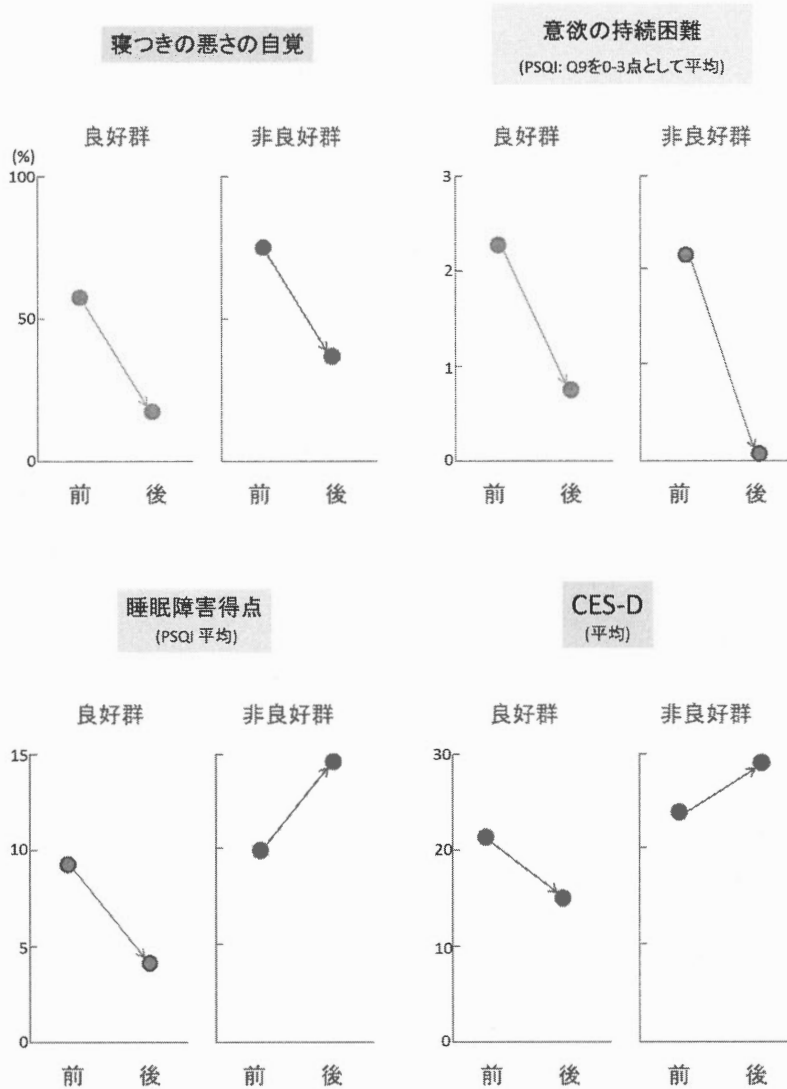 寝つきの悪さの自覚
意欲の持続困難
(PSQI: Q9を0-3点として平均)
良好群
非良好群
良好群
非良好群
(%)
100
50
0
3
2
1
0
前
後
前
後
前
後
前
後
睡眠障害得点
(PSQI 平均)
CES-D
(平均)
良好群
非良好群
良好群
非良好群
15
10
5
0
30
20
10
0
前
後
前
後
前
後
前
後